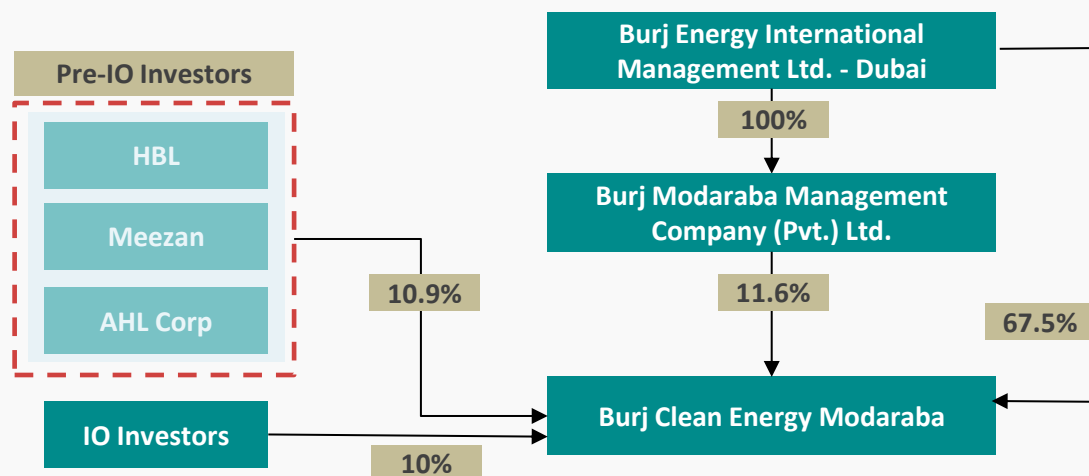 Pre-IO Investors
HBL
Meezan
AHL Corp
IO Investors
10.9%
10%
Burj Energy International
Management Ltd. - Dubai
100%
Burj Modaraba Management
Company (Pvt.) Ltd.
11.6%
67.5%
Burj Clean Energy Modaraba